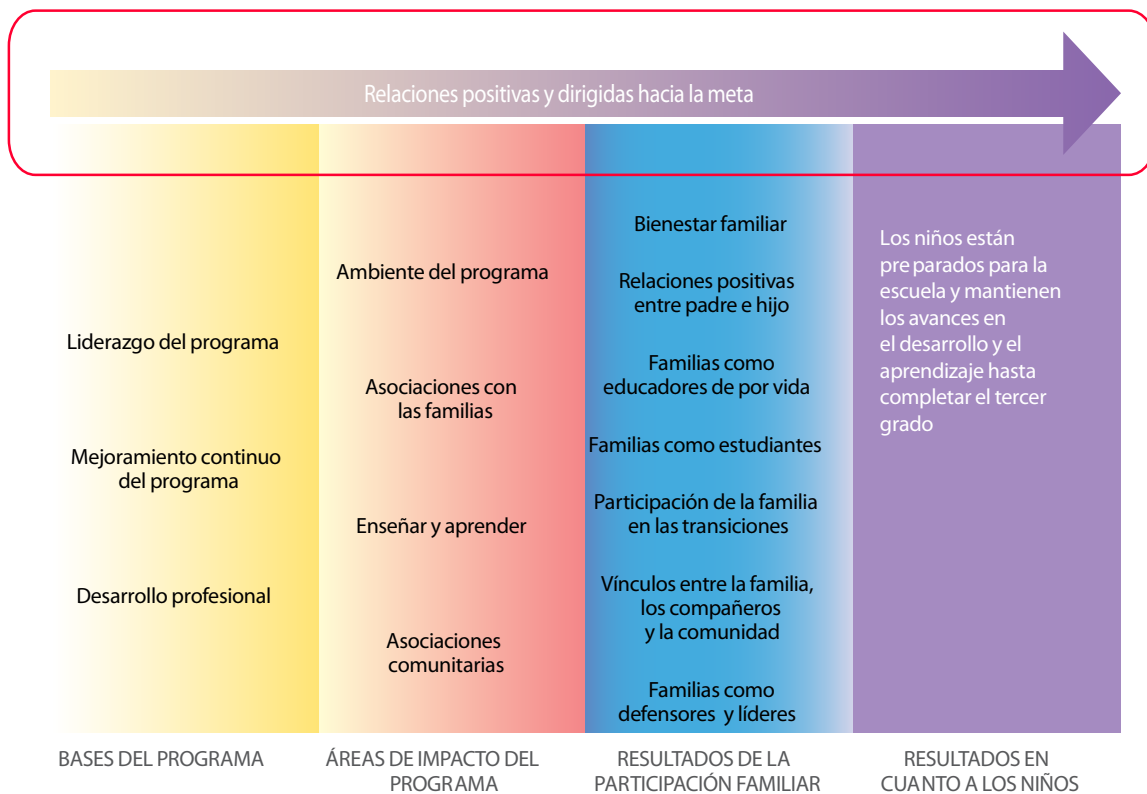 Relaciones positivas y dirigidas hacia la meta
Liderazgo del programa
Mejoramiento continuo
del programa
Desarrollo profesional
BASES DEL PROGRAMA
Ambiente del programa
Asociaciones con
las familias
Enseñar y aprender
Asociaciones
comunitarias
ÁREAS DE IMPACTO DEL
PROGRAMA
Bienestar familiar
Relaciones positivas
entre padre e hijo
Familias como
educadores de por vida
Familias como estudiantes
Participación de la familia
en las transiciones
Vínculos entre la familia,
los compañeros
y la comunidad
Familias como
defensores y líderes
RESULTADOS DE LA
PARTICIPACIÓN FAMILIAR
Los niños están
pre parados para la
escuela y mantienen
los avances en
el desarrollo y el
aprendizaje hasta
completar el tercer
grado
RESULTADOS EN
CUANTO A LOS NIÑOS